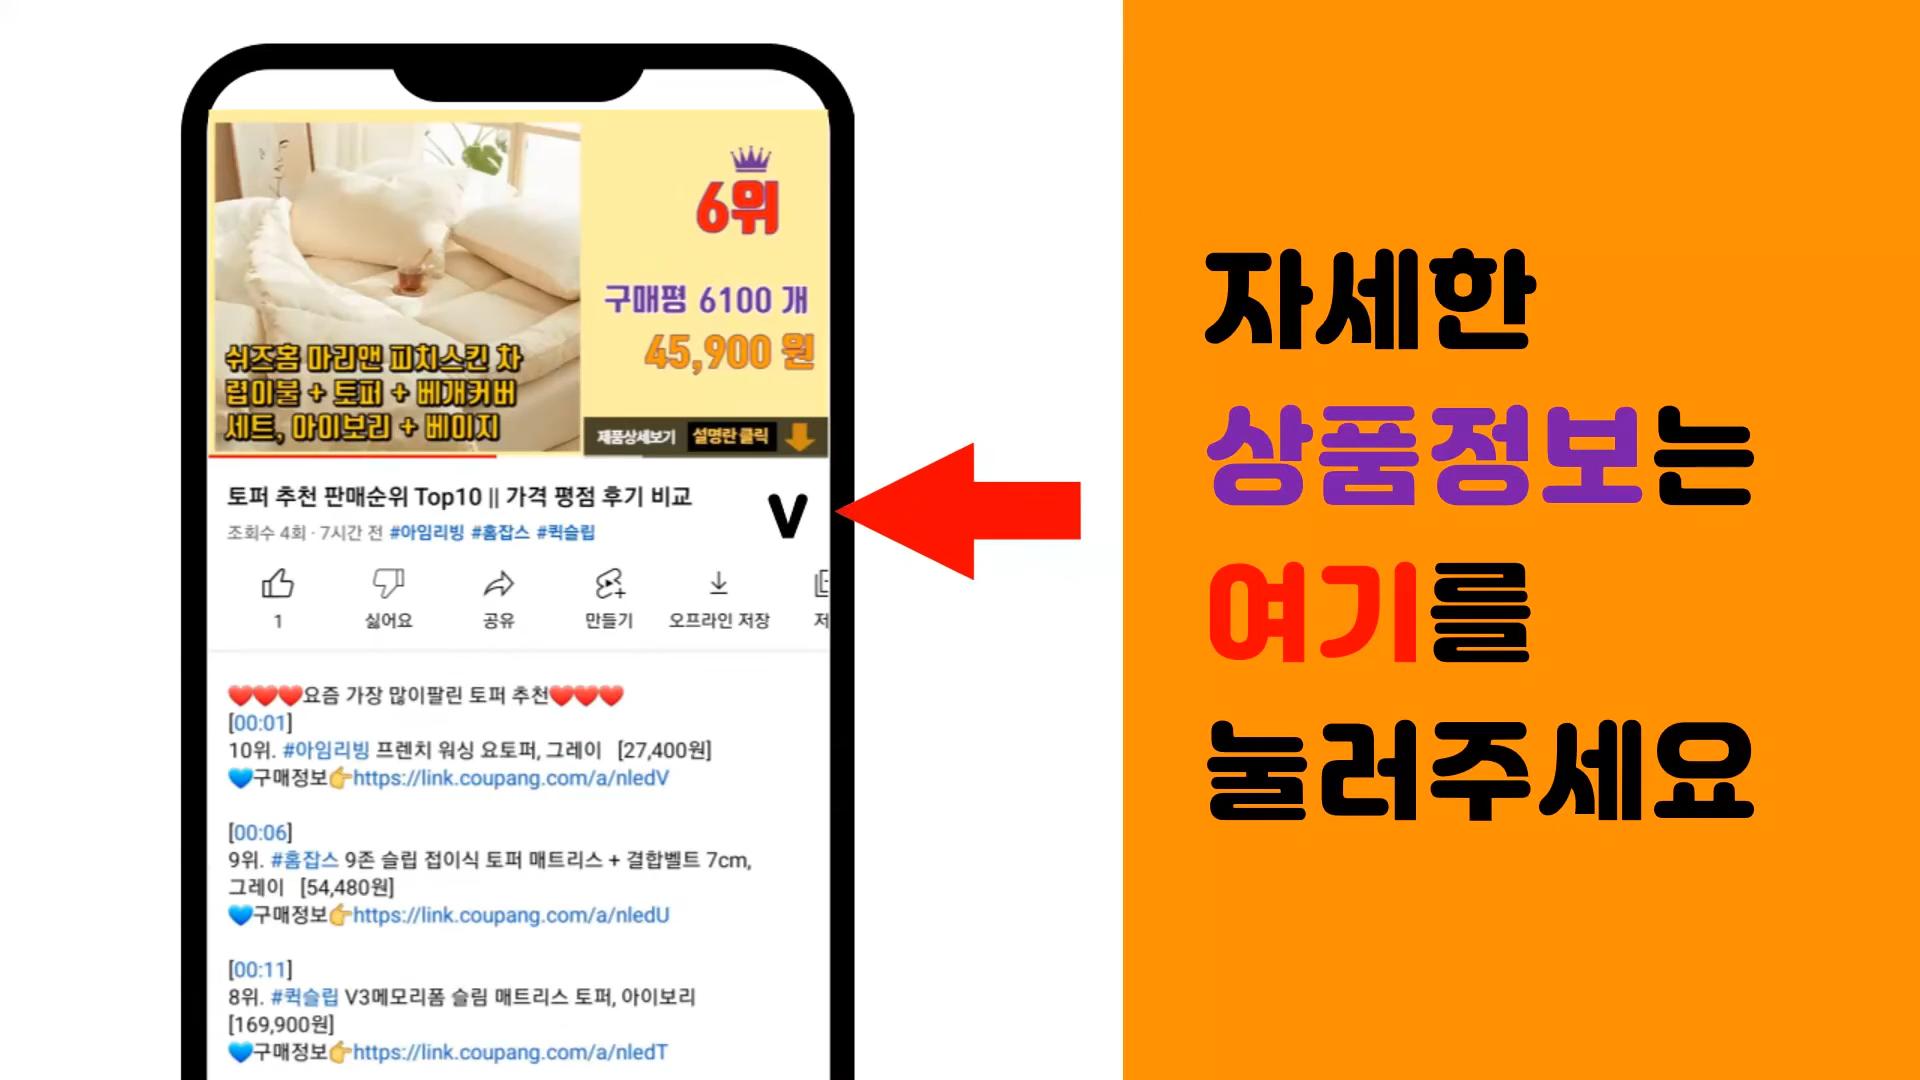 6위
구매평 6100 개
45,900 원
쉬즈홈 마리앤 피치스킨 차
렵이불 + 토퍼 + 베개커버
세트, 아이보리 + 베이지
제품상세보기 설명란 클릭
토퍼 추천 판매순위 Top10 || 가격 평점 후기 비교
V
조회수 4회 · 7시간 전 #아임리빙 #홈잡스 #퀵슬립
1 싫어요 공유 만들기 오프라인 저장 저
❤️❤️❤️요즘 가장 많이팔린 토퍼 추천❤️❤️❤️
[00:01]
10위. #아임리빙 프렌치 워싱 요토퍼, 그레이 [27,400원]
💙구매정보👉https://link.coupang.com/a/nledV
[00:06]
9위. #홈잡스 9존 슬립 접이식 토퍼 매트리스 + 결합벨트 7cm,
그레이 [54,480원]
💙구매정보👉https://link.coupang.com/a/nledU
[00:11]
8위. #퀵슬립 V3메모리폼 슬림 매트리스 토퍼, 아이보리
[169,900원]
💙구매정보👉https://link.coupang.com/a/nledT
자세한
상품정보는
여기를
눌러주세요